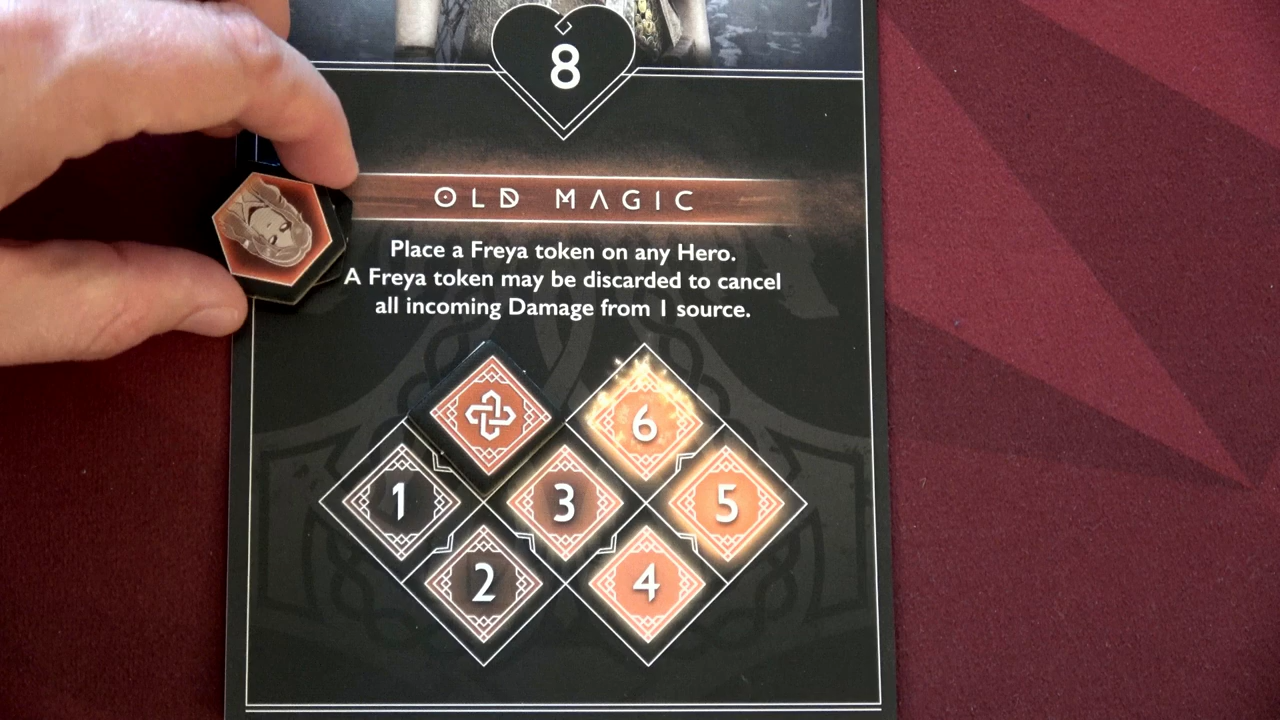 8
OLD MAGIC
Place a Freya token on any Hero.
A Freya token may be discarded to cancel
all incoming Damage from 1 source.
6
1 3 5
2 4